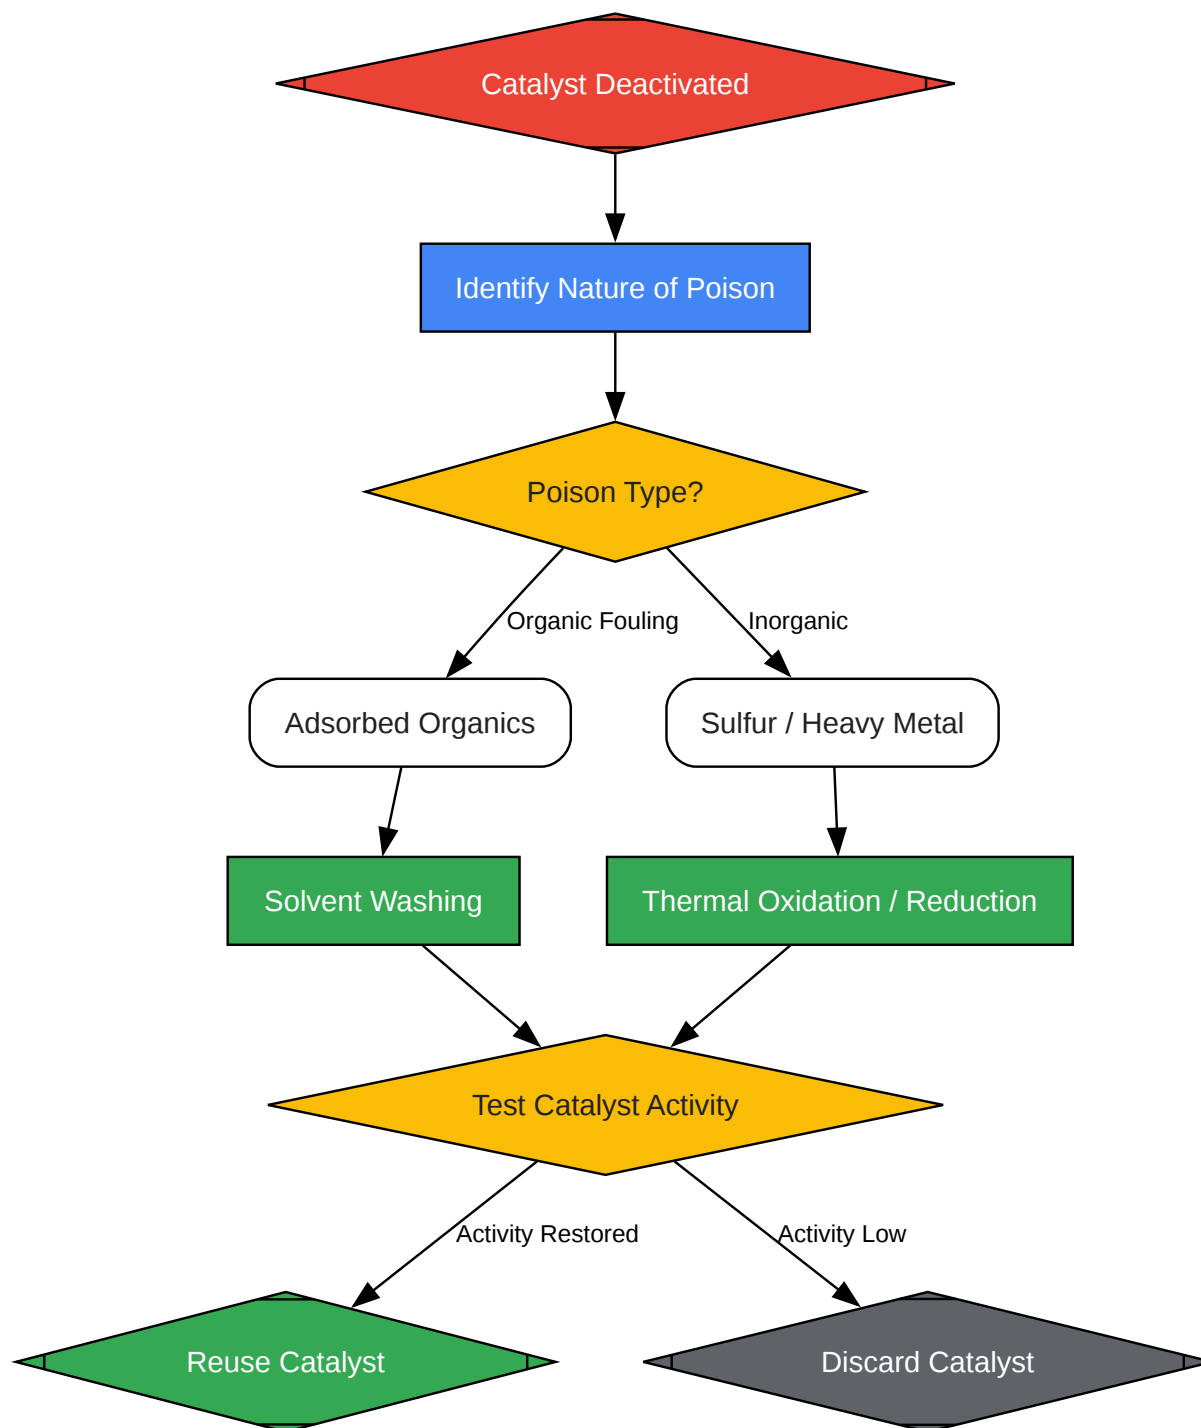 Catalyst Deactivated
Identify Nature of Poison
Poison Type?
Organic Fouling
Inorganic
Adsorbed Organics
Sulfur / Heavy Metal
Solvent Washing
Thermal Oxidation / Reduction
Test Catalyst Activity
Activity Restored
Activity Low
Reuse Catalyst
Discard Catalyst